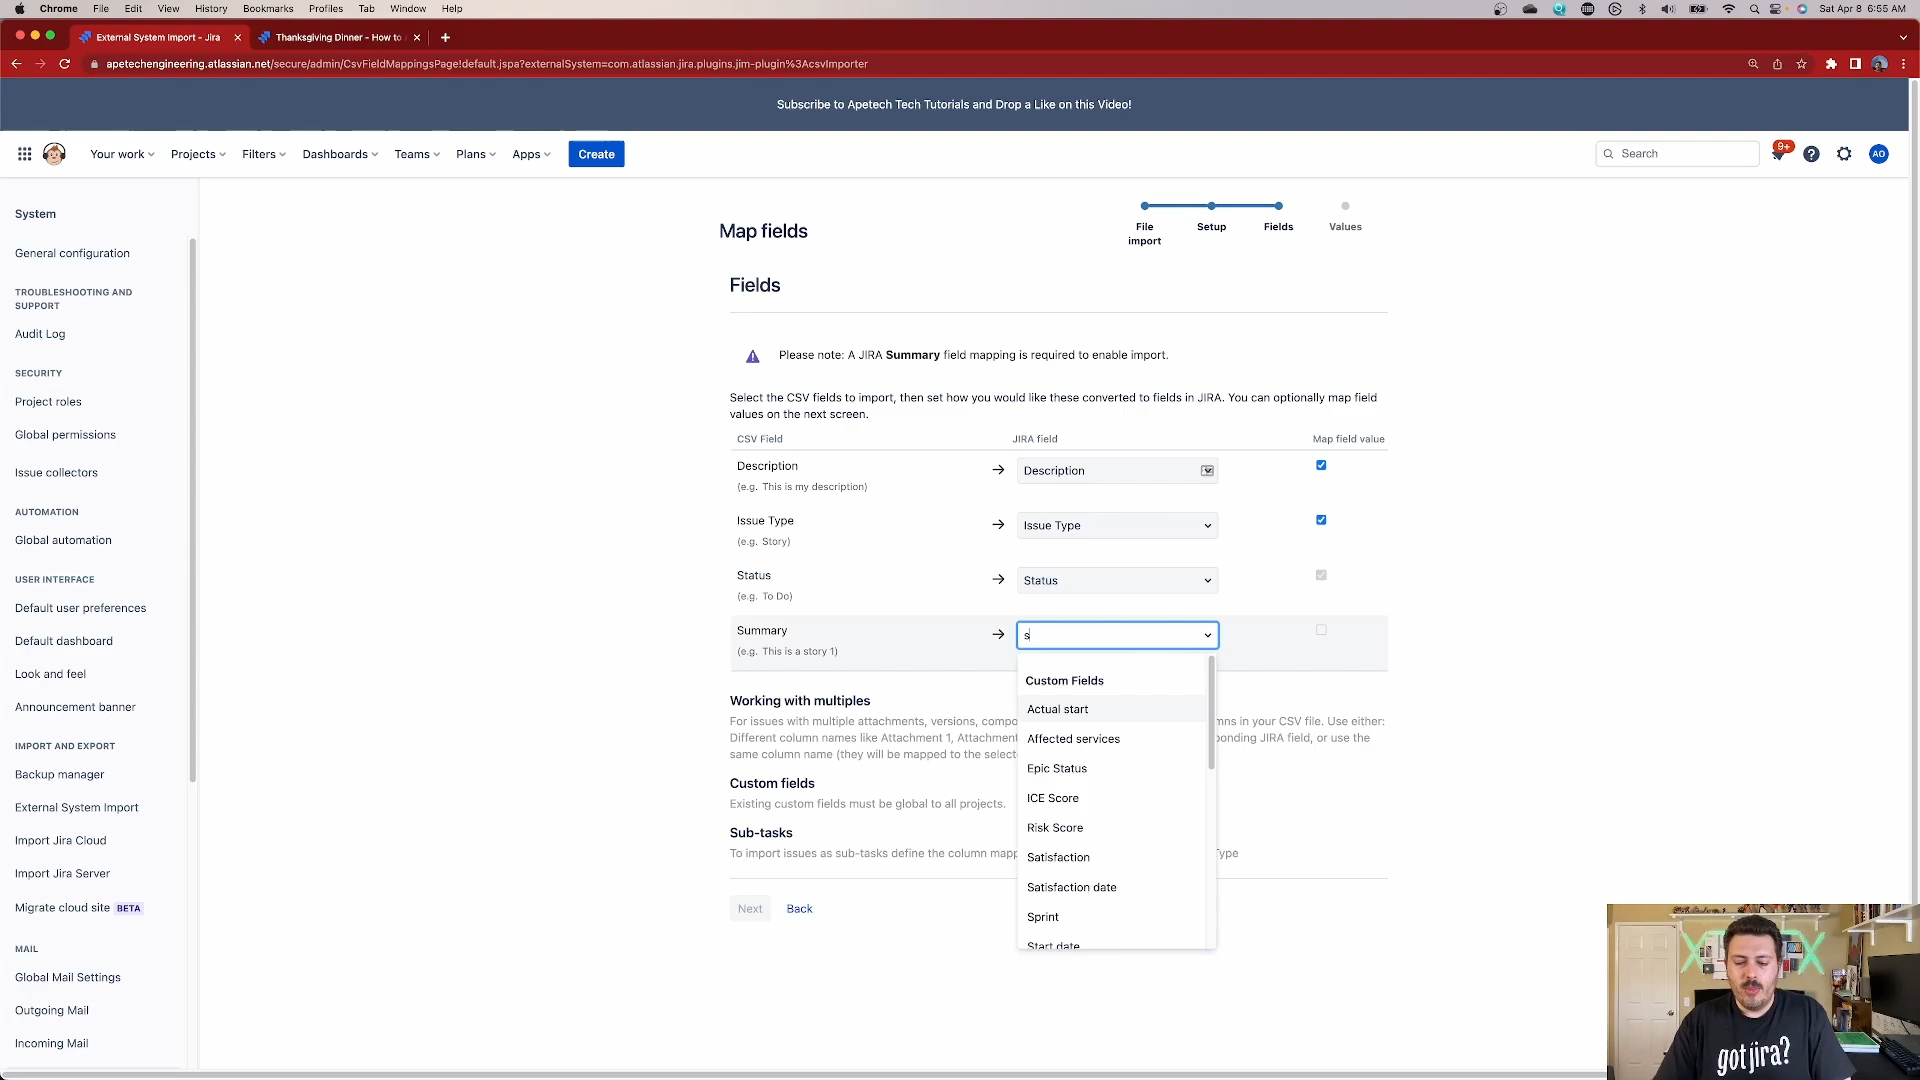 Chrome File Edit View History Bookmarks Profiles Tab Window Help
Sat Apr 8 6:55 AM
External System Import - Jira
Thanksgiving Dinner - How to
apetechengineering.atlassian.net/secure/admin/CsvFieldMappingsPage!default.jspa?externalSystem=com.atlassian.jira.plugins.jim-plugin%3AcsvImporter
Subscribe to Apetech Tech Tutorials and Drop a Like on this Video!
Your work Projects Filters Dashboards Teams Plans Apps Create
Search
9+
AO
System
General configuration
TROUBLESHOOTING AND
SUPPORT
Audit Log
SECURITY
Project roles
Global permissions
Issue collectors
AUTOMATION
Global automation
USER INTERFACE
Default user preferences
Default dashboard
Look and feel
Announcement banner
IMPORT AND EXPORT
Backup manager
External System Import
Import Jira Cloud
Import Jira Server
Migrate cloud site BETA
MAIL
Global Mail Settings
Outgoing Mail
Incoming Mail
Map fields
File
import
Setup
Fields
Values
Fields
Please note: A JIRA Summary field mapping is required to enable import.
Select the CSV fields to import, then set how you would like these converted to fields in JIRA. You can optionally map field
values on the next screen.
CSV Field JIRA field Map field value
Description
(e.g. This is my description)
Description
Issue Type
(e.g. Story)
Issue Type
Status
(e.g. To Do)
Status
Summary
(e.g. This is a story 1)
s
Custom Fields
Actual start
Affected services
Epic Status
ICE Score
Risk Score
Satisfaction
Satisfaction date
Sprint
Start date
Working with multiples
For issues with multiple attachments, versions, compo mns in your CSV file. Use either:
Different column names like Attachment 1, Attachment ponding JIRA field, or use the
same column name (they will be mapped to the select
Custom fields
Existing custom fields must be global to all projects.
Sub-tasks
To import issues as sub-tasks define the column mapp Type
Next Back
got jira?